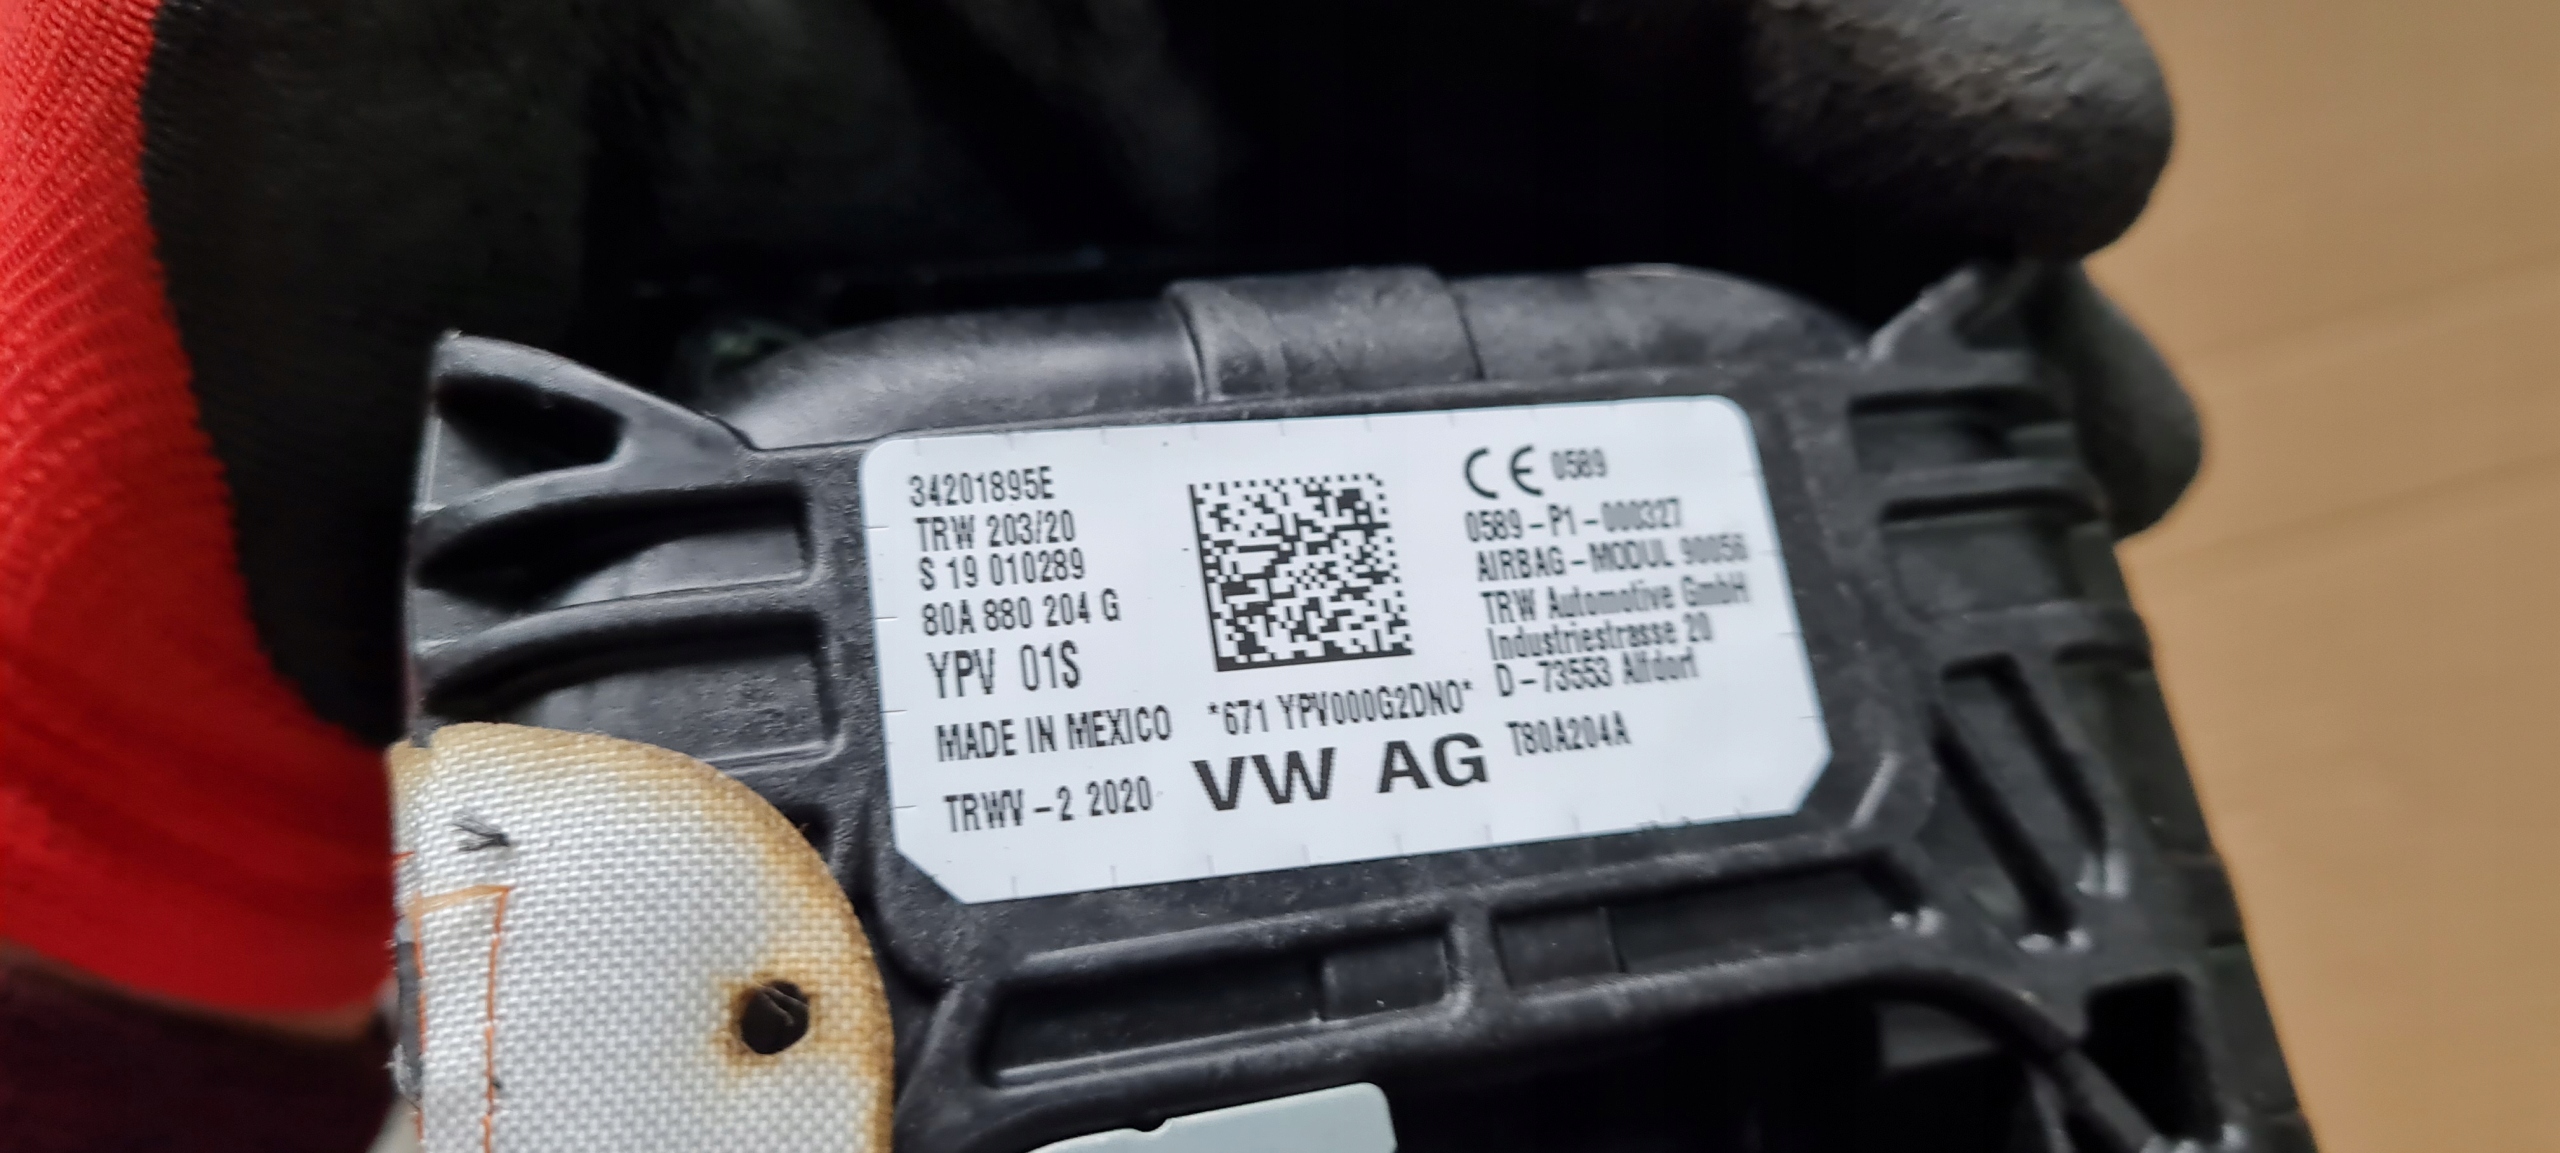 34201895E
TRW 203/20
S 19 010289
80A 880 204 G
YPV 01S
MADE IN MEXICO
TRWV-2 2020
*671 YPV000G2DNO*
VW AG
CE 0589
0589-P1-000327
AIRBAG-MODUL 90056
TRW Automotive GmbH
Industriestrasse 20
D-73553 Alfdorf
T80A204A